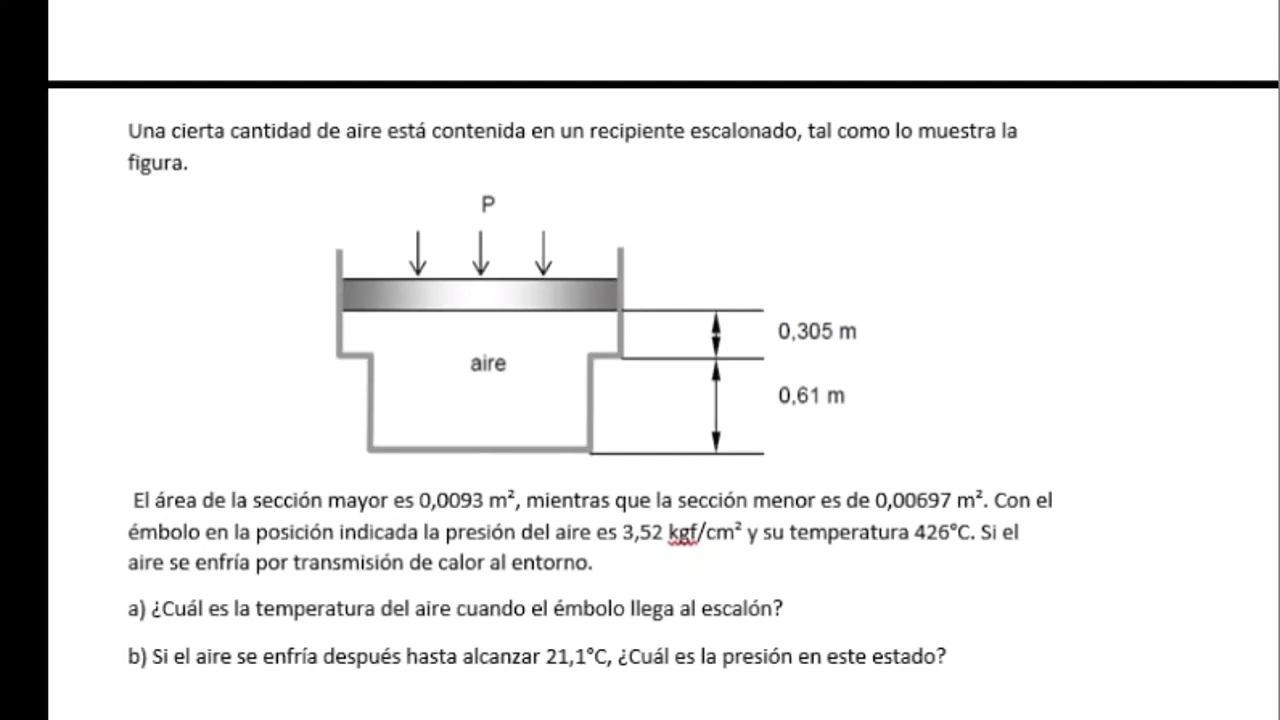 Una cierta cantidad de aire está contenida en un recipiente escalonado, tal como lo muestra la
figura.
P
0,305 m
aire
0,61 m
El área de la sección mayor es 0,0093 m², mientras que la sección menor es de 0,00697 m². Con el
émbolo en la posición indicada la presión del aire es 3,52 kgf/cm² y su temperatura 426°C. Si el
aire se enfría por transmisión de calor al entorno.
a) ¿Cuál es la temperatura del aire cuando el émbolo llega al escalón?
b) Si el aire se enfría después hasta alcanzar 21,1°C, ¿Cuál es la presión en este estado?